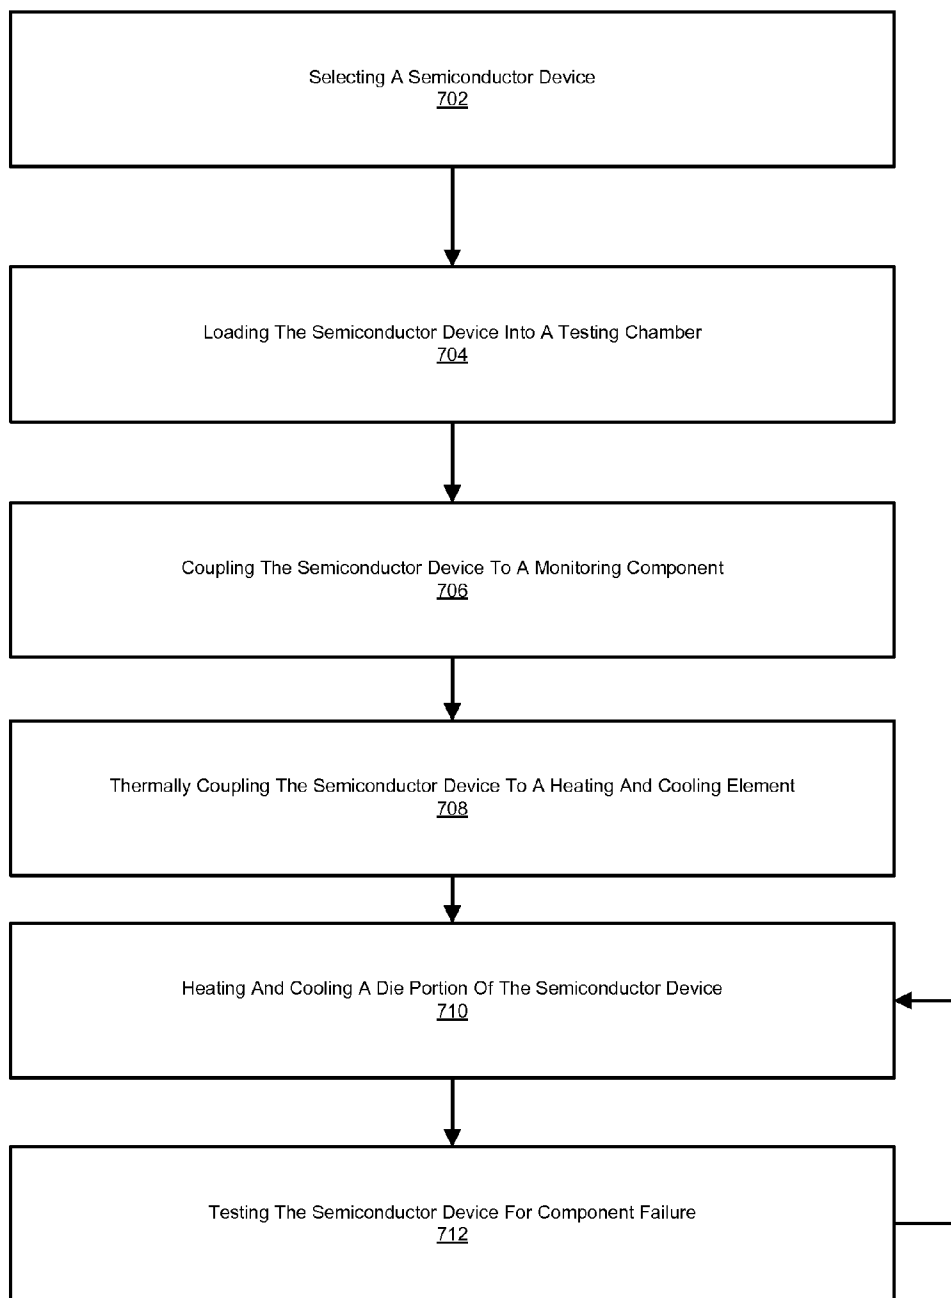 Selecting A Semiconductor Device
702
Loading The Semiconductor Device Into A Testing Chamber
704
Coupling The Semiconductor Device To A Monitoring Component
706
Thermally Coupling The Semiconductor Device To A Heating And Cooling Element
708
Heating And Cooling A Die Portion Of The Semiconductor Device
710
Testing The Semiconductor Device For Component Failure
712